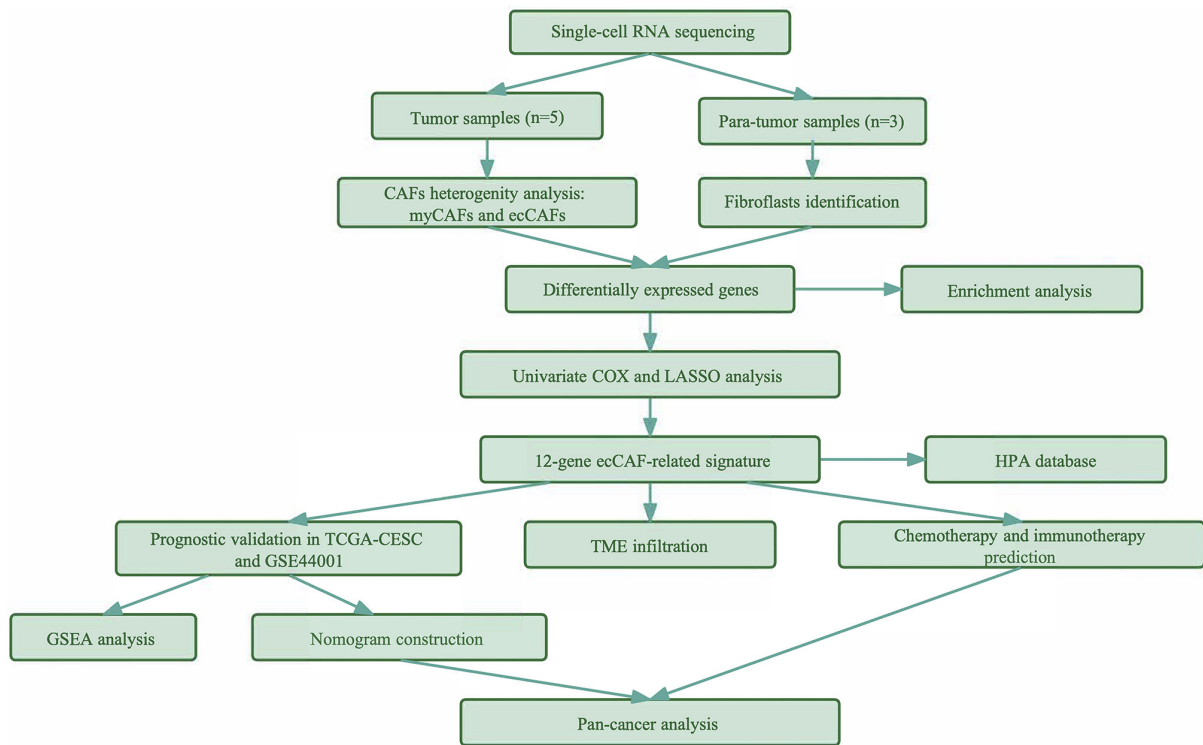 Single-cell RNA sequencing
Tumor samples (n=5)
Para-tumor samples (n=3)
CAFs heterogenity analysis:
myCAFs and ecCAFs
Fibroflasts identification
Differentially expressed genes
Enrichment analysis
Univariate COX and LASSO analysis
12-gene ecCAF-related signature
HPA database
Prognostic validation in TCGA-CESC
and GSE44001
TME infiltration
Chemotherapy and immunotherapy
prediction
GSEA analysis
Nomogram construction
Pan-cancer analysis